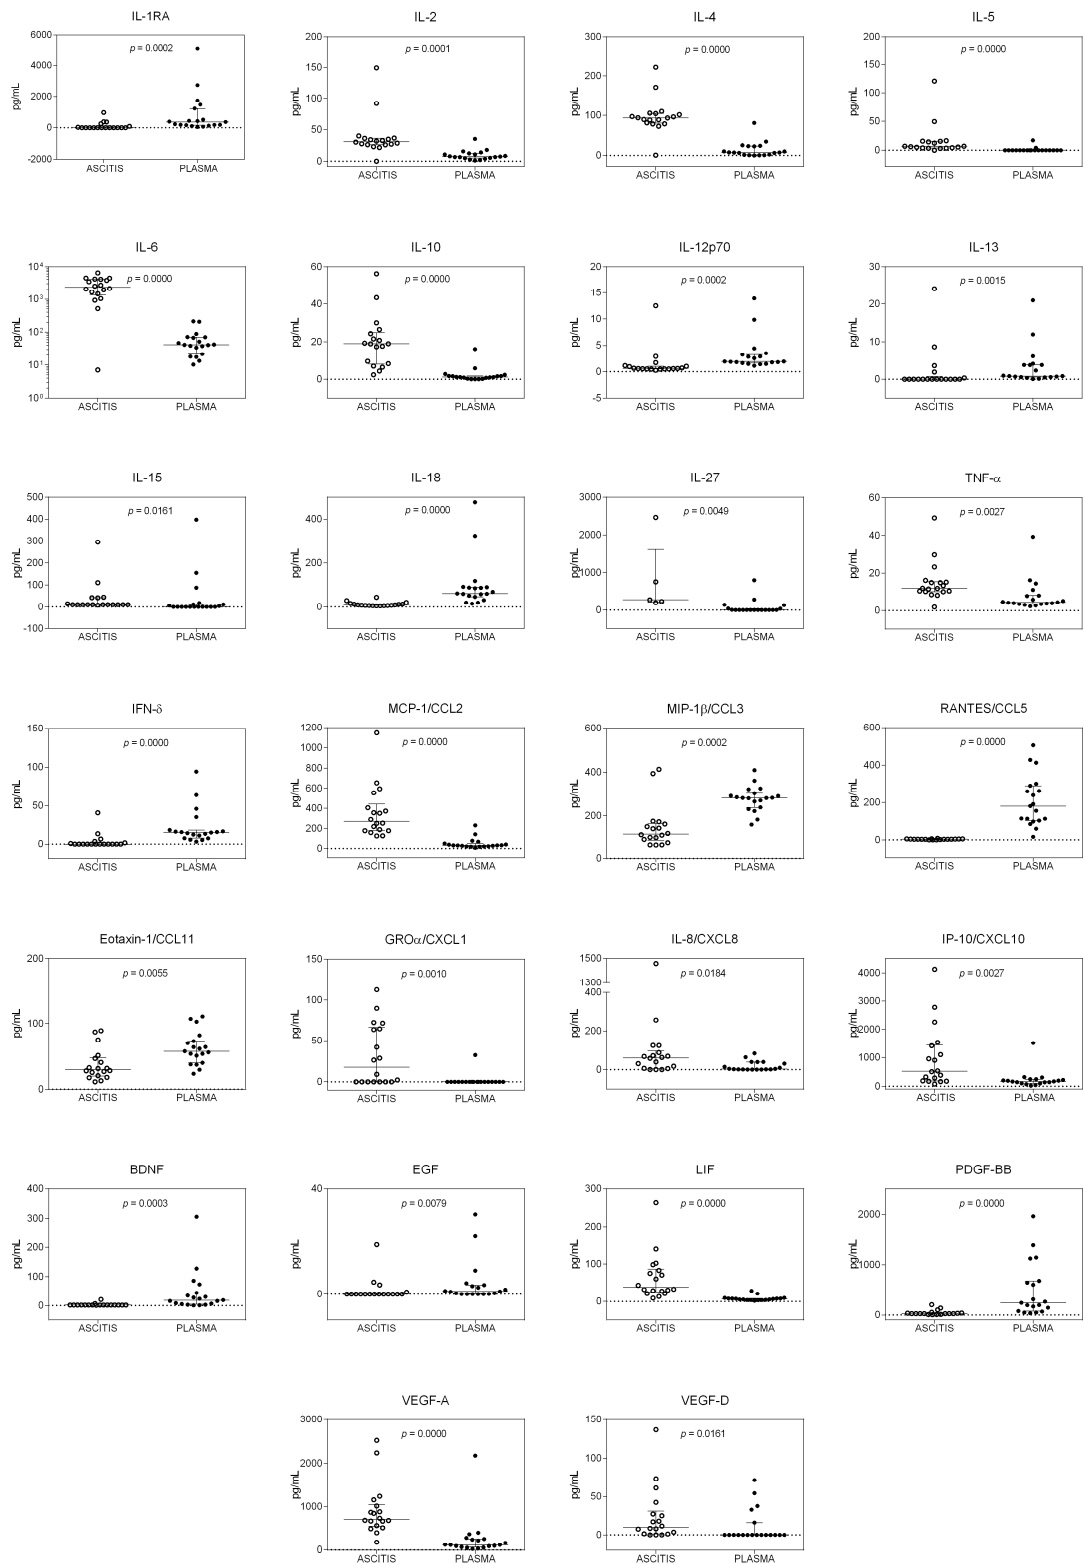 IL-1RA
p = 0.0002
pg/mL
6000
4000
2000
0
-2000
ASCITIS PLASMA
IL-2
p = 0.0001
pg/mL
200
150
100
50
0
ASCITIS PLASMA
IL-4
p = 0.0000
pg/mL
300
200
100
0
ASCITIS PLASMA
IL-5
p = 0.0000
pg/mL
200
150
100
50
0
ASCITIS PLASMA
IL-6
p = 0.0000
pg/mL
10⁴
10³
10²
10¹
10⁰
ASCITIS PLASMA
IL-10
p = 0.0000
pg/mL
60
40
20
0
ASCITIS PLASMA
IL-12p70
p = 0.0002
pg/mL
20
15
10
5
0
-5
ASCITIS PLASMA
IL-13
p = 0.0015
pg/mL
30
20
10
0
ASCITIS PLASMA
IL-15
p = 0.0161
pg/mL
500
400
300
200
100
0
-100
ASCITIS PLASMA
IL-18
p = 0.0000
pg/mL
400
200
0
ASCITIS PLASMA
IL-27
p = 0.0049
pg/mL
3000
2000
1000
0
ASCITIS PLASMA
TNF-α
p = 0.0027
pg/mL
60
40
20
0
ASCITIS PLASMA
IFN-δ
p = 0.0000
pg/mL
150
100
50
0
ASCITIS PLASMA
MCP-1/CCL2
p = 0.0000
pg/mL
1200
1000
800
600
400
200
0
ASCITIS PLASMA
MIP-1β/CCL3
p = 0.0002
pg/mL
600
400
200
0
ASCITIS PLASMA
RANTES/CCL5
p = 0.0000
pg/mL
600
400
200
0
ASCITIS PLASMA
Eotaxin-1/CCL11
p = 0.0055
pg/mL
200
100
0
ASCITIS PLASMA
GROα/CXCL1
p = 0.0010
pg/mL
150
100
50
0
ASCITIS PLASMA
IL-8/CXCL8
p = 0.0184
pg/mL
1500
1300
400
200
0
ASCITIS PLASMA
IP-10/CXCL10
p = 0.0027
pg/mL
4000
3000
2000
1000
0
ASCITIS PLASMA
BDNF
p = 0.0003
pg/mL
400
300
200
100
0
ASCITIS PLASMA
EGF
p = 0.0079
pg/mL
40
20
0
ASCITIS PLASMA
LIF
p = 0.0000
pg/mL
300
200
100
0
ASCITIS PLASMA
PDGF-BB
p = 0.0000
pg/mL
2000
1000
0
ASCITIS PLASMA
VEGF-A
p = 0.0000
pg/mL
3000
2000
1000
0
ASCITIS PLASMA
VEGF-D
p = 0.0161
pg/mL
150
100
50
0
ASCITIS PLASMA